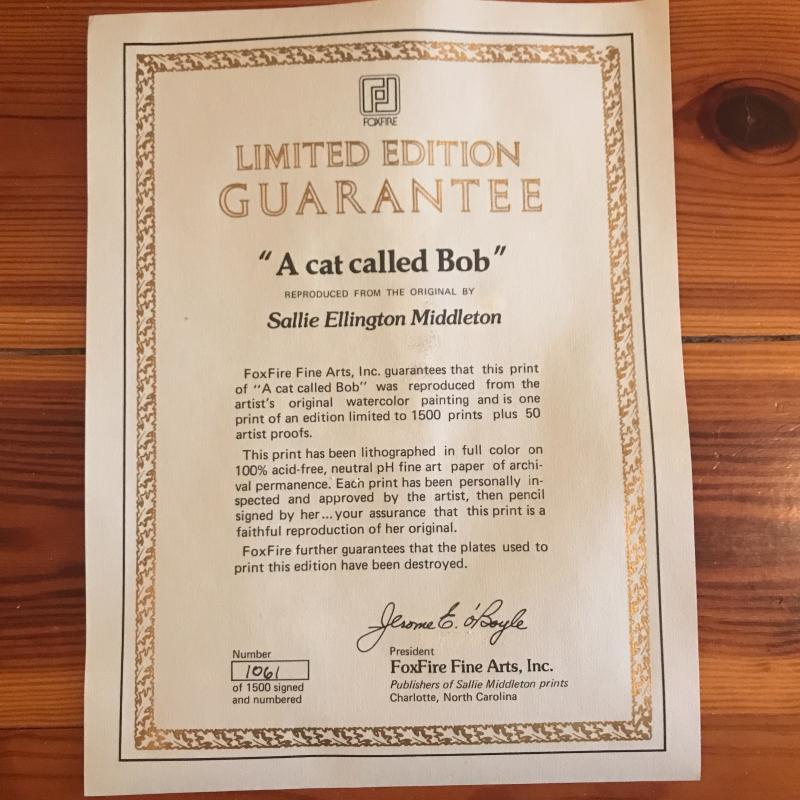 FOXFIRE
LIMITED EDITION
GUARANTEE
"A cat called Bob"
REPRODUCED FROM THE ORIGINAL BY
Sallie Ellington Middleton
FoxFire Fine Arts, Inc. guarantees that this print
of "A cat called Bob" was reproduced from the
artist's original watercolor painting and is one
print of an edition limited to 1500 prints plus 50
artist proofs.
This print has been lithographed in full color on
100% acid-free, neutral pH fine art paper of archi-
val permanence. Each print has been personally in-
spected and approved by the artist, then pencil
signed by her...your assurance that this print is a
faithful reproduction of her original.
FoxFire further guarantees that the plates used to
print this edition have been destroyed.
Jerome E. O'Boyle
President
FoxFire Fine Arts, Inc.
Publishers of Sallie Middleton prints
Charlotte, North Carolina
Number
1061
of 1500 signed
and numbered